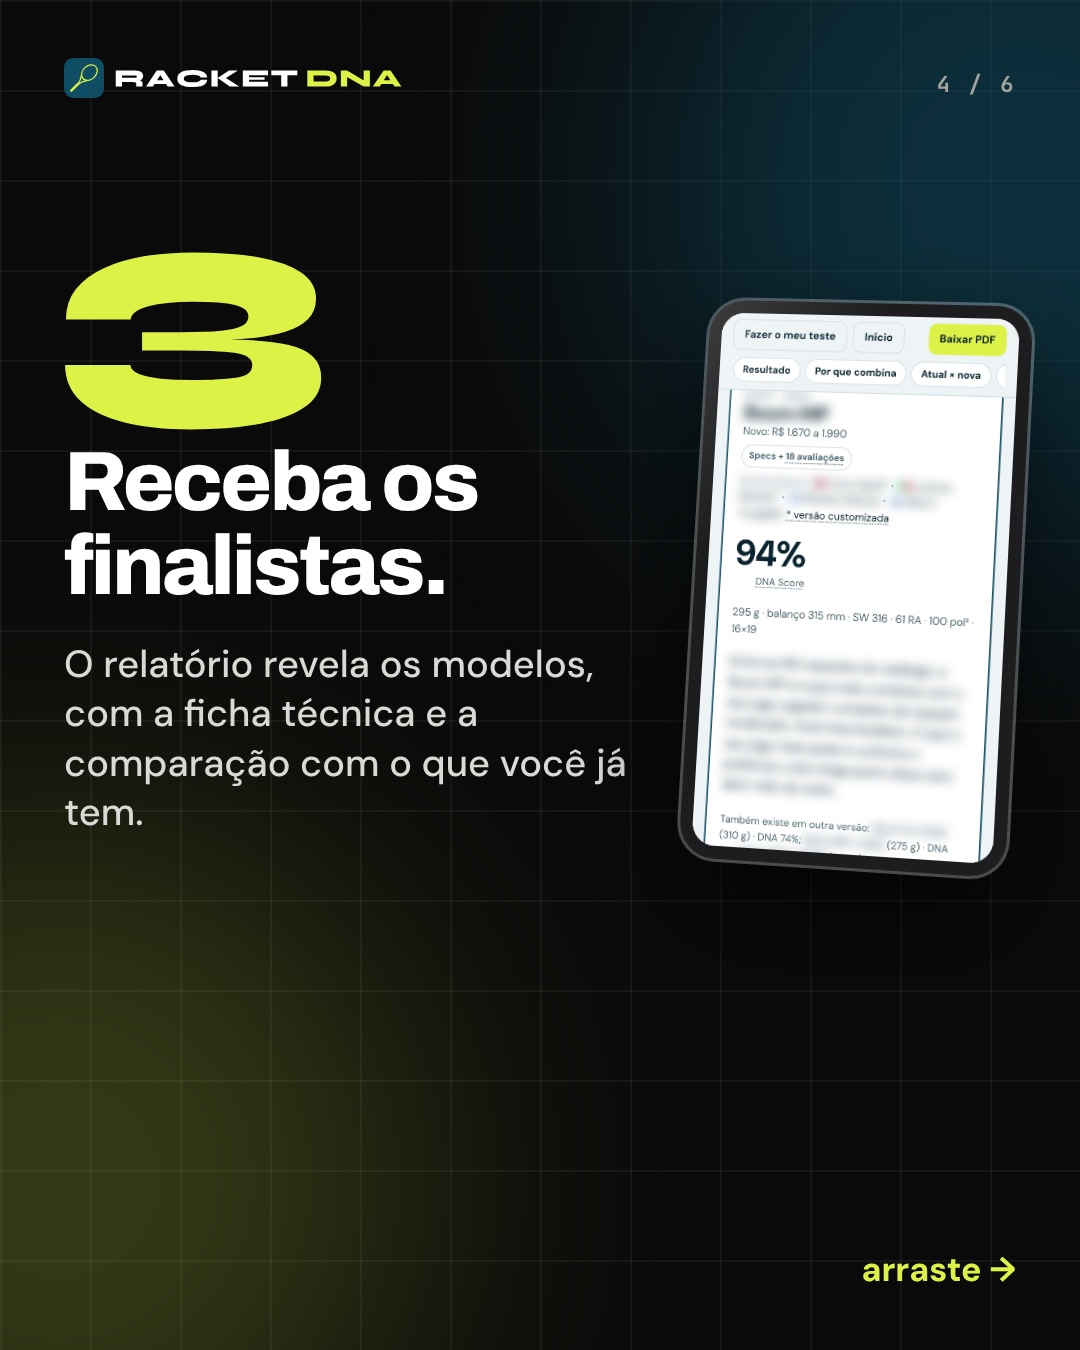 RACKET DNA
4 / 6
3
Receba os
finalistas.
O relatório revela os modelos,
com a ficha técnica e a
comparação com o que você já
tem.
Fazer o meu teste
Início
Baixar PDF
Resultado
Por que combina
Atual × nova
Novo: R$ 1.670 a 1.990
Specs + 18 avaliações
* versão customizada
94%
DNA Score
295 g · balanço 315 mm · SW 316 · 61 RA · 100 pol² ·
16×19
Também existe em outra versão:
(310 g) · DNA 74%; (275 g) · DNA
arraste →